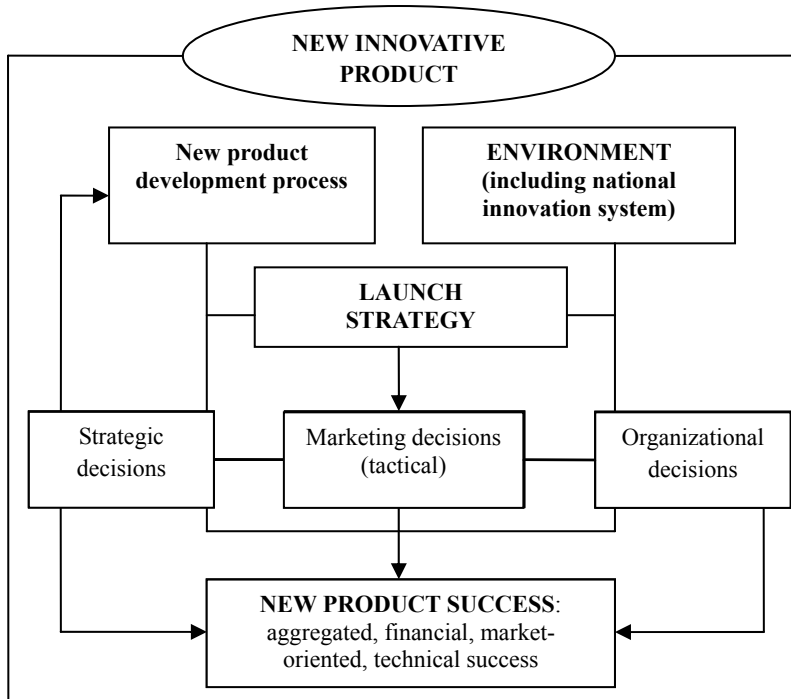 NEW INNOVATIVE
PRODUCT
New product
development process
ENVIRONMENT
(including national
innovation system)
LAUNCH
STRATEGY
Strategic
decisions
Marketing decisions
(tactical)
Organizational
decisions
NEW PRODUCT SUCCESS:
aggregated, financial, market-
oriented, technical success